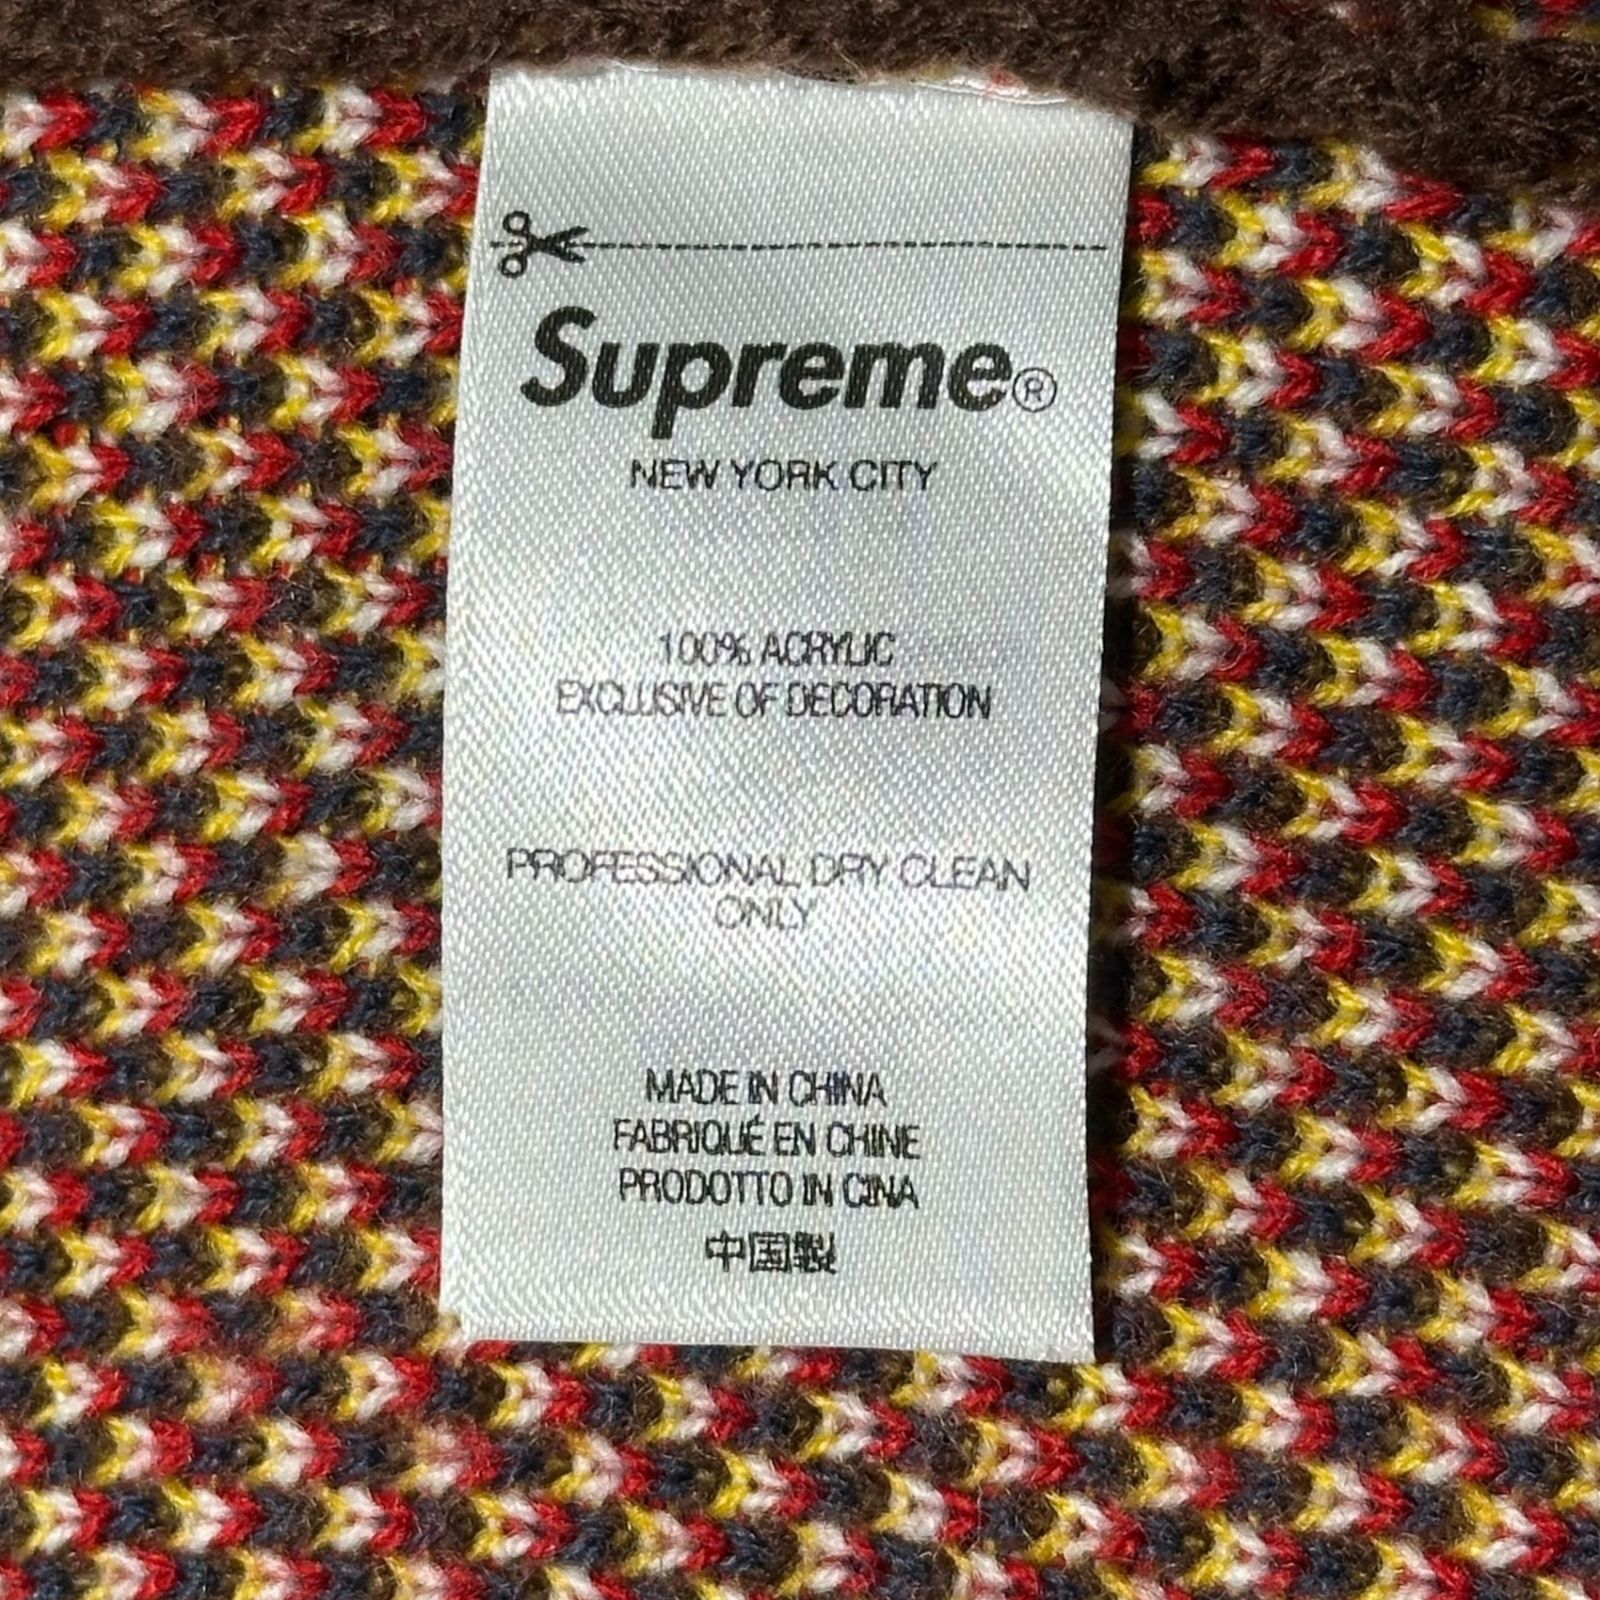 Supreme®
NEW YORK CITY
100% ACRYLIC
EXCLUSIVE OF DECORATION
PROFESSIONAL DRY CLEAN
ONLY
MADE IN CHINA
FABRIQUÉ EN CHINE
PRODOTTO IN CINA
中国製